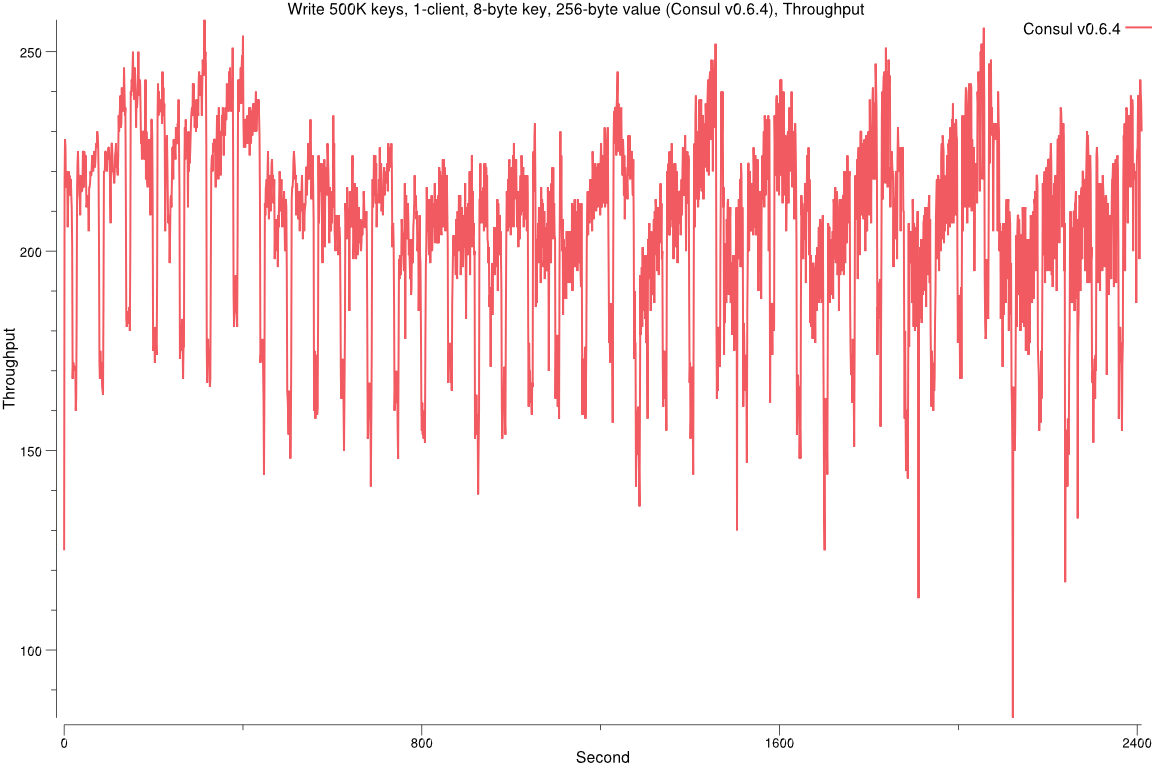 Write 500K keys, 1-client, 8-byte key, 256-byte value (Consul v0.6.4), Throughput
Consul v0.6.4
250
200
150
100
Throughput
0
800
1600
2400
Second